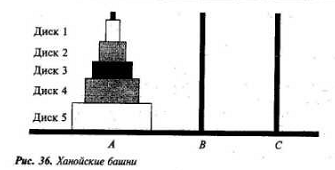 Диск 1
Диск 2
Диск 3
Диск 4
Диск 5
A B C
Рис. 36. Ханойские башни